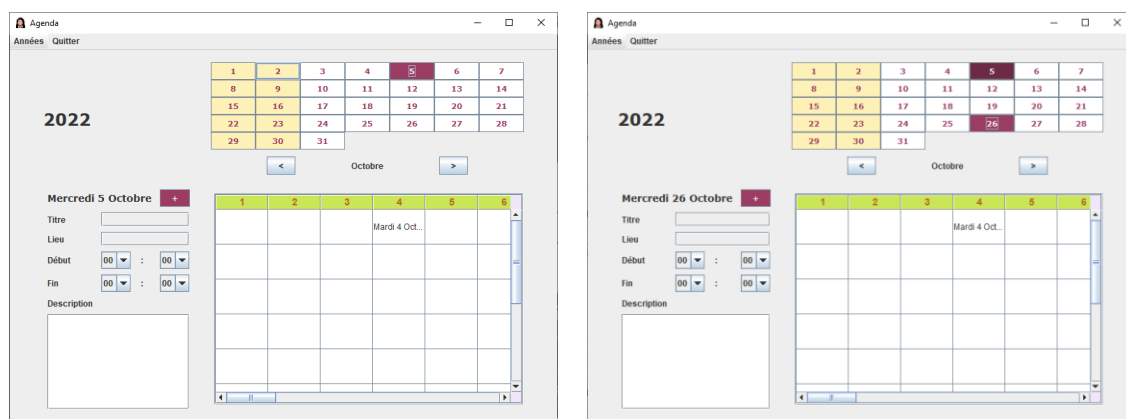 Agenda
Années Quitter
1 2 3 4 5 6 7
8 9 10 11 12 13 14
15 16 17 18 19 20 21
2022
22 23 24 25 26 27 28
29 30 31
< Octobre >
Mercredi 5 Octobre +
1 2 3 4 5 6
Titre
Mardi 4 Oct...
Lieu
Début 00 : 00
Fin 00 : 00
Description
Agenda
Années Quitter
1 2 3 4 5 6 7
8 9 10 11 12 13 14
15 16 17 18 19 20 21
2022
22 23 24 25 26 27 28
29 30 31
< Octobre >
Mercredi 26 Octobre +
1 2 3 4 5 6
Titre
Mardi 4 Oct...
Lieu
Début 00 : 00
Fin 00 : 00
Description